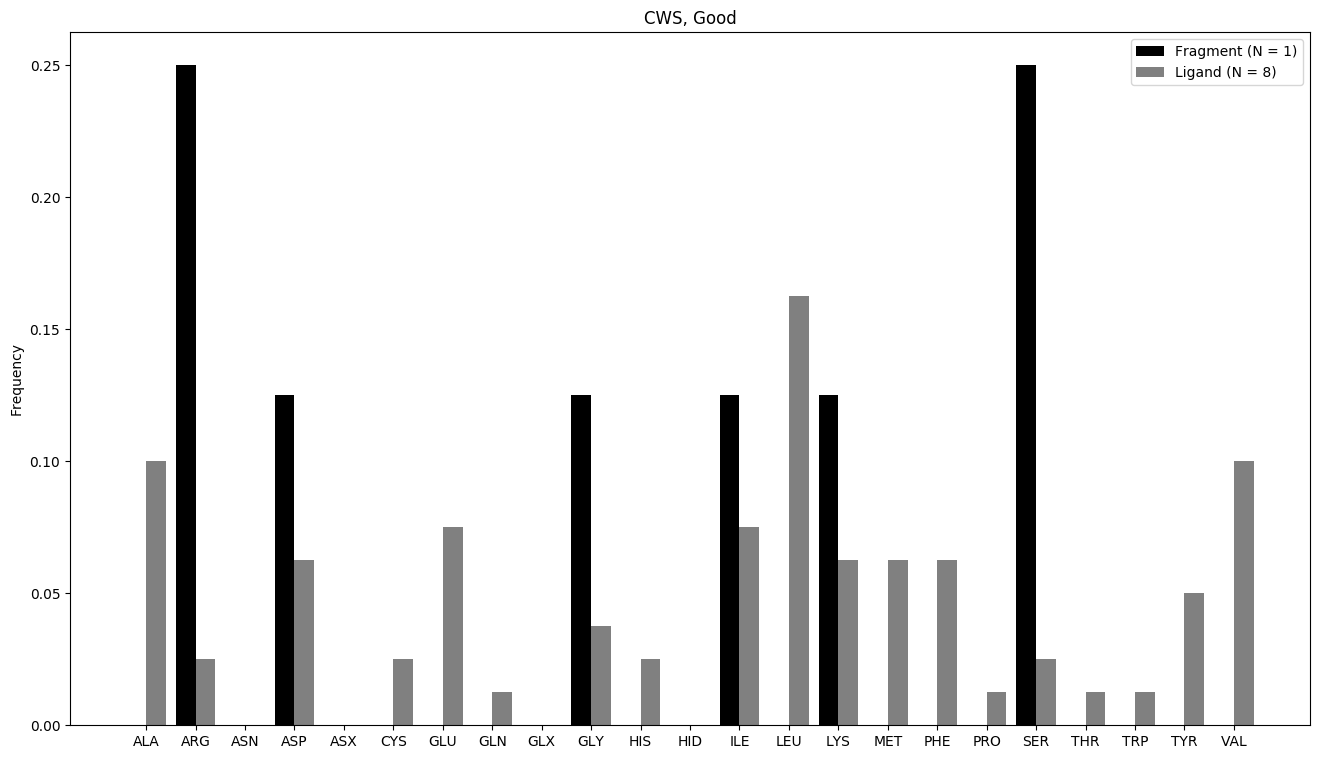 CWS, Good
Fragment (N = 1)
Ligand (N = 8)
Frequency
0.25
0.20
0.15
0.10
0.05
0.00
ALA ARG ASN ASP ASX CYS GLU GLN GLX GLY HIS HID ILE LEU LYS MET PHE PRO SER THR TRP TYR VAL